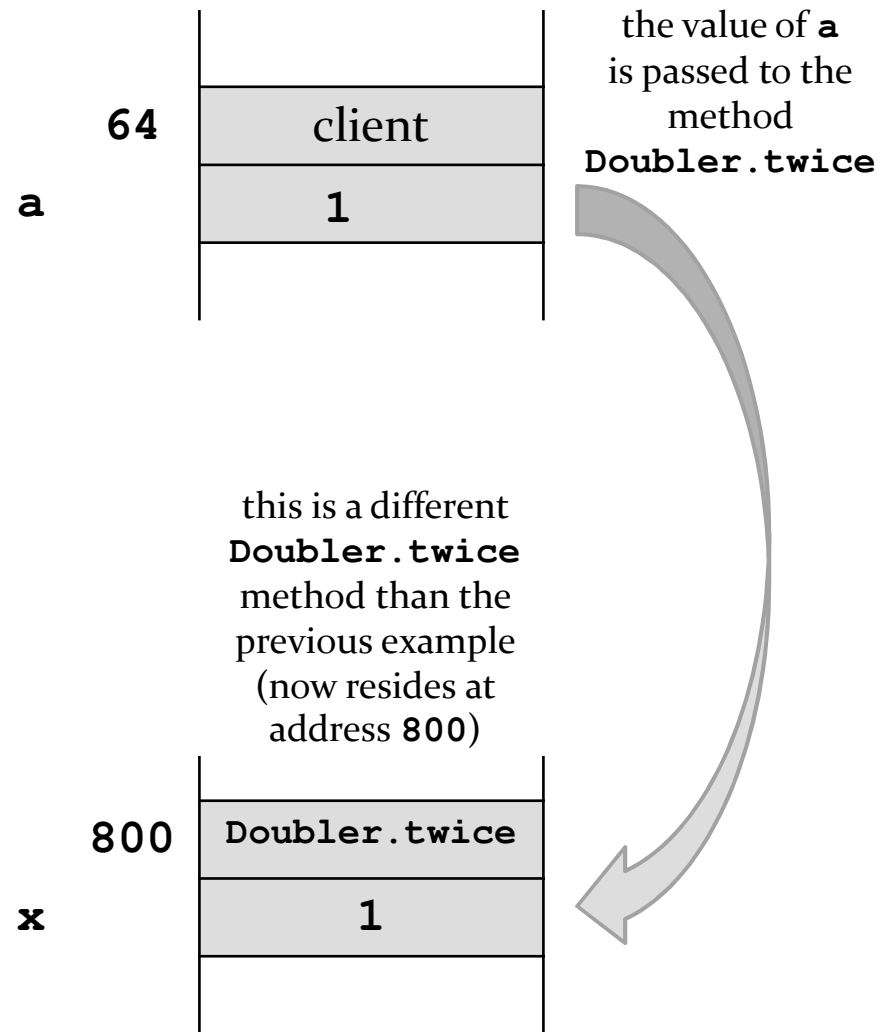 the value of a
is passed to the
method
Doubler.twice
64 client
a 1
this is a different
Doubler.twice
method than the
previous example
(now resides at
address 800)
800 Doubler.twice
x 1